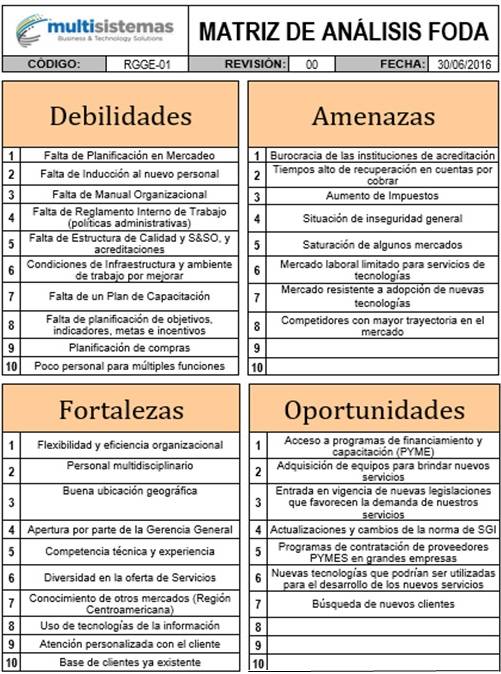 multisistemas
Business & Technology Solutions
MATRIZ DE ANÁLISIS FODA
CÓDIGO: RGGE-01 REVISIÓN: 00 FECHA: 30/06/2016
Debilidades
1 Falta de Planificación en Mercadeo
2 Falta de Inducción al nuevo personal
3 Falta de Manual Organizacional
4 Falta de Reglamento Interno de Trabajo
(políticas administrativas)
5 Falta de Estructura de Calidad y S&SO, y
acreditaciones
6 Condiciones de Infraestructura y ambiente
de trabajo por mejorar
7 Falta de un Plan de Capacitación
8 Falta de planificación de objetivos,
indicadores, metas e incentivos
9 Planificación de compras
10 Poco personal para múltiples funciones
Amenazas
1 Burocracia de las instituciones de acreditación
2 Tiempos alto de recuperación en cuentas por
cobrar
3 Aumento de Impuestos
4 Situación de inseguridad general
5 Saturación de algunos mercados
6 Mercado laboral limitado para servicios de
tecnologías
7 Mercado resistente a adopción de nuevas
tecnologías
8 Competidores con mayor trayectoria en el
mercado
9
10
Fortalezas
1 Flexibilidad y eficiencia organizacional
2 Personal multidisciplinario
3 Buena ubicación geográfica
4 Apertura por parte de la Gerencia General
5 Competencia técnica y experiencia
6 Diversidad en la oferta de Servicios
7 Conocimiento de otros mercados (Región
Centroamericana)
8 Uso de tecnologías de la información
9 Atención personalizada con el cliente
10 Base de clientes ya existente
Oportunidades
1 Acceso a programas de financiamiento y
capacitación (PYME)
2 Adquisición de equipos para brindar nuevos
servicios
3 Entrada en vigencia de nuevas legislaciones
que favorecen la demanda de nuestros
servicios
4 Actualizaciones y cambios de la norma de SGI
5 Programas de contratación de proveedores
PYMES en grandes empresas
6 Nuevas tecnologías que podrían ser utilizadas
para el desarrollo de los nuevos servicios
7 Búsqueda de nuevos clientes
8
9
10